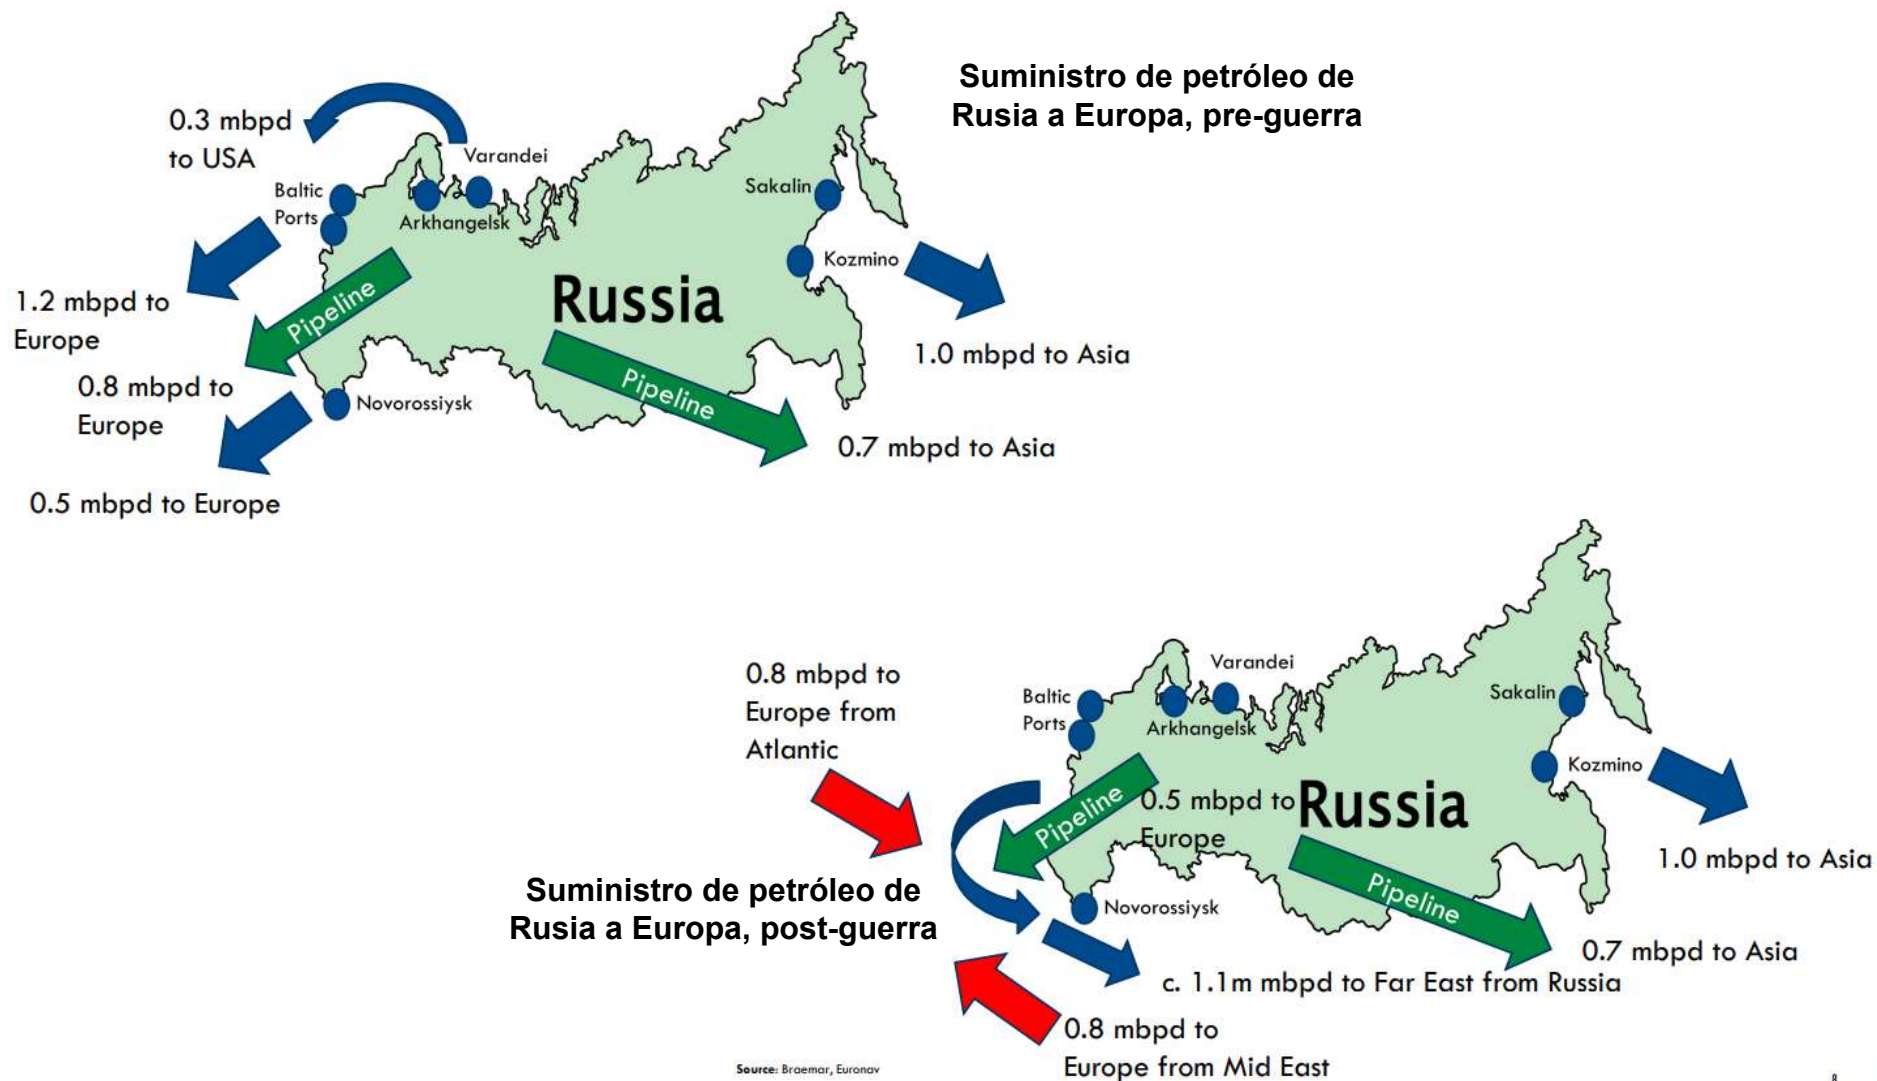 Suministro de petróleo de
Rusia a Europa, pre-guerra
0.3 mbpd
to USA
Varandei
Baltic
Ports
Arkhangelsk
Sakalin
Kozmino
1.2 mbpd to
Europe
Pipeline
Russia
1.0 mbpd to Asia
0.8 mbpd to
Europe
Novorossiysk
Pipeline
0.7 mbpd to Asia
0.5 mbpd to Europe
0.8 mbpd to
Europe from
Atlantic
Varandei
Baltic
Ports
Arkhangelsk
Sakalin
Kozmino
Pipeline
0.5 mbpd to
Europe
Russia
1.0 mbpd to Asia
Suministro de petróleo de
Rusia a Europa, post-guerra
Novorossiysk
Pipeline
0.7 mbpd to Asia
c. 1.1m mbpd to Far East from Russia
0.8 mbpd to
Europe from Mid East
Source: Braemar, Euronav